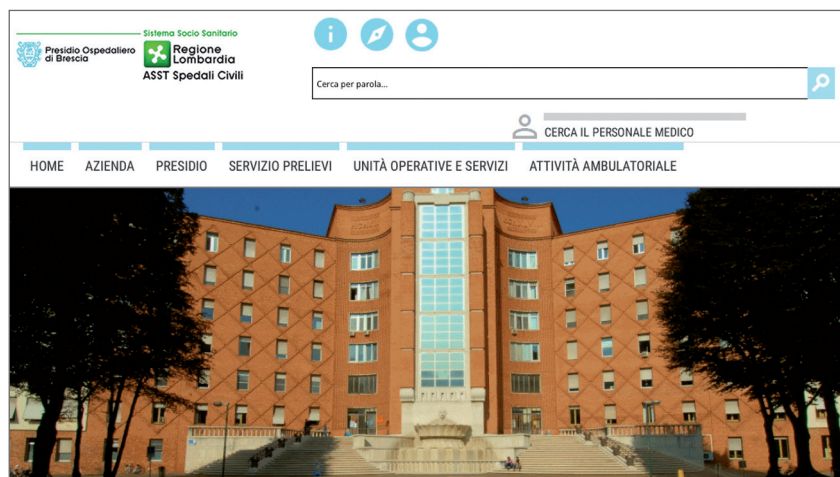 Sistema Socio Sanitario
Presidio Ospedaliero
di Brescia
Regione
Lombardia
ASST Spedali Civili
Cerca per parola...
CERCA IL PERSONALE MEDICO
HOME AZIENDA PRESIDIO SERVIZIO PRELIEVI UNITÀ OPERATIVE E SERVIZI ATTIVITÀ AMBULATORIALE